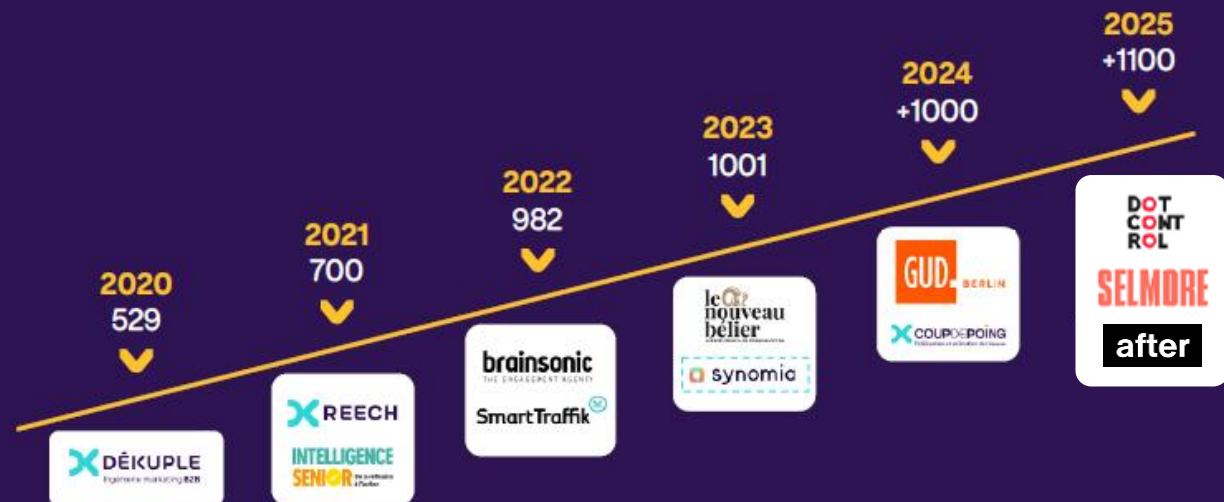 2020
529
DÉKUPLE
Ingénierie marketing B2B
2021
700
REECH
INTELLIGENCE
SENIOR
2022
982
brainsonic
THE ENGAGEMENT AGENCY
SmartTraffik
2023
1001
le
nouveau
bélier
synomia
2024
+1000
GUD.
BERLIN
COUPDEPOING
2025
+1100
DOT
CONT
ROL
SELMORE
after